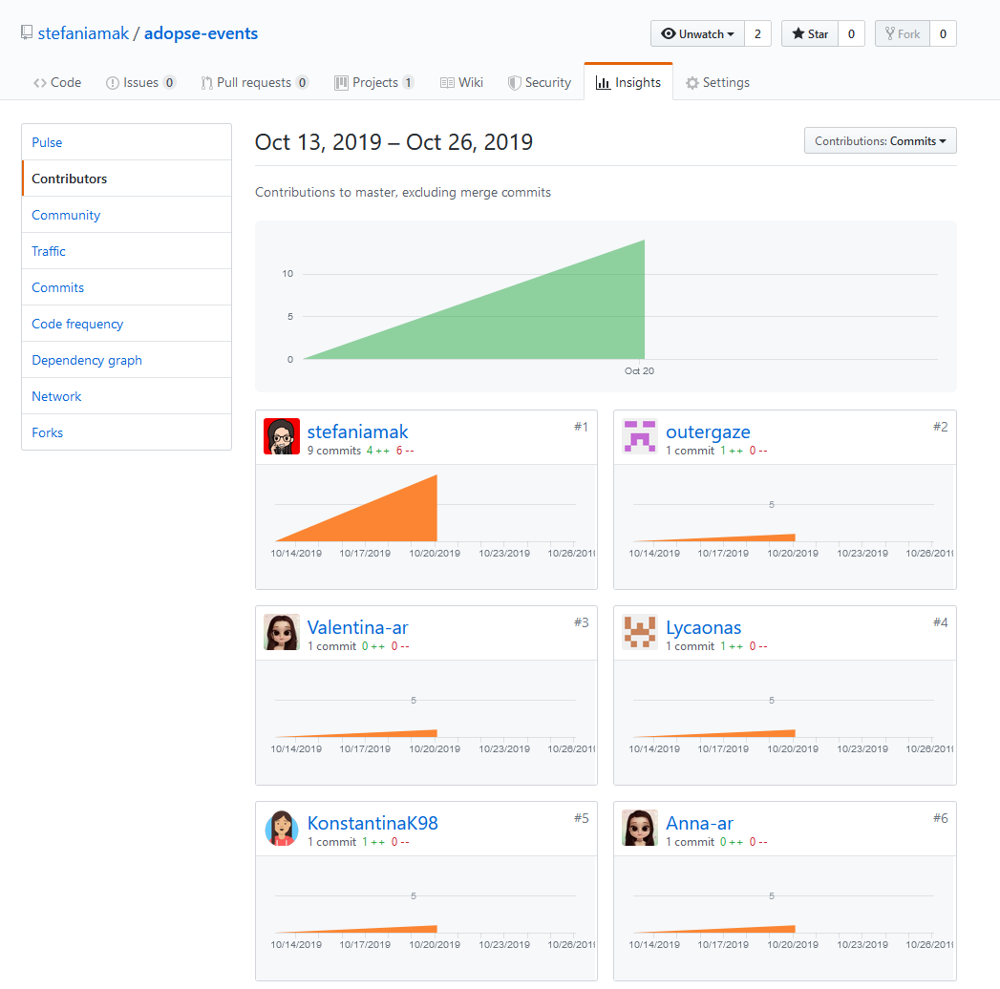 stefaniamak / adopse-events
Unwatch 2 Star 0 Fork 0
Code Issues 0 Pull requests 0 Projects 1 Wiki Security Insights Settings
Pulse
Contributors
Community
Traffic
Commits
Code frequency
Dependency graph
Network
Forks
Oct 13, 2019 – Oct 26, 2019
Contributions: Commits
Contributions to master, excluding merge commits
10
5
0
Oct 20
stefaniamak #1
9 commits 4 ++ 6 --
10/14/2019 10/17/2019 10/20/2019 10/23/2019 10/26/2019
outergaze #2
1 commit 1 ++ 0 --
5
10/14/2019 10/17/2019 10/20/2019 10/23/2019 10/26/2019
Valentina-ar #3
1 commit 0 ++ 0 --
5
10/14/2019 10/17/2019 10/20/2019 10/23/2019 10/26/2019
Lycaonas #4
1 commit 1 ++ 0 --
5
10/14/2019 10/17/2019 10/20/2019 10/23/2019 10/26/2019
KonstantinaK98 #5
1 commit 1 ++ 0 --
5
10/14/2019 10/17/2019 10/20/2019 10/23/2019 10/26/2019
Anna-ar #6
1 commit 0 ++ 0 --
5
10/14/2019 10/17/2019 10/20/2019 10/23/2019 10/26/2019